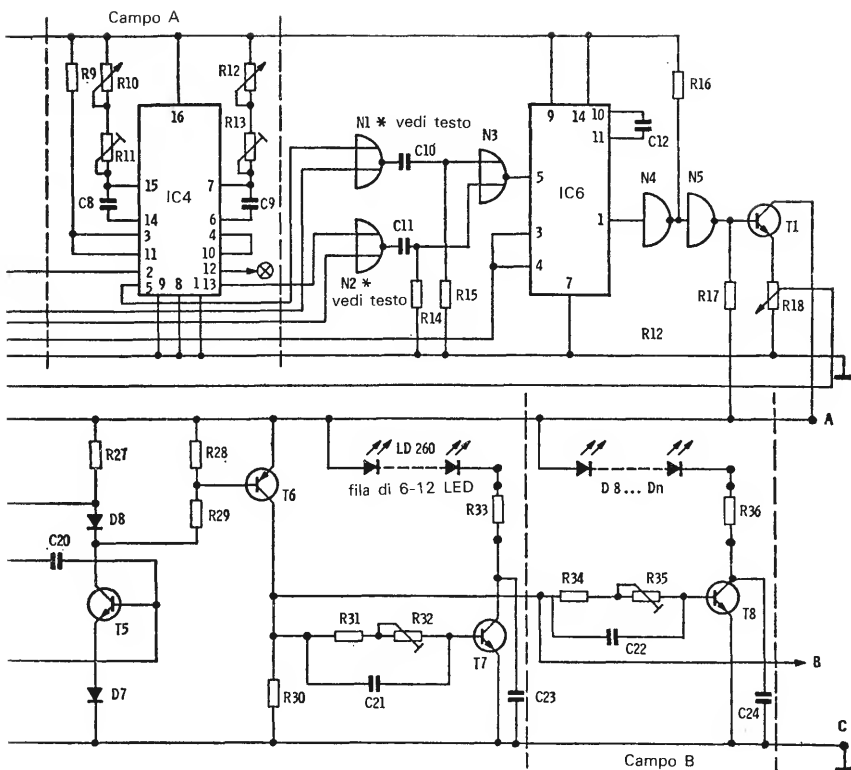 Campo A
R9
R10
R12
R16
16
9
14
10
11
C12
R11
R13
N1 * vedi testo
C10
N3
N4
N5
15
7
IC4
C8
C9
14
6
3
4
11
10
2
12
5
13
9
8
1
C11
N2 *
vedi testo
R14
R15
5
IC6
3
4
1
7
T1
R17
R18
R12
A
R27
R28
T6
LD 260
fila di 6-12 LED
D 8 ... Dn
R33
R36
D8
R29
C20
T5
R31
R32
T7
R34
R35
T8
C22
B
D7
R30
C21
C23
C24
C
Campo B